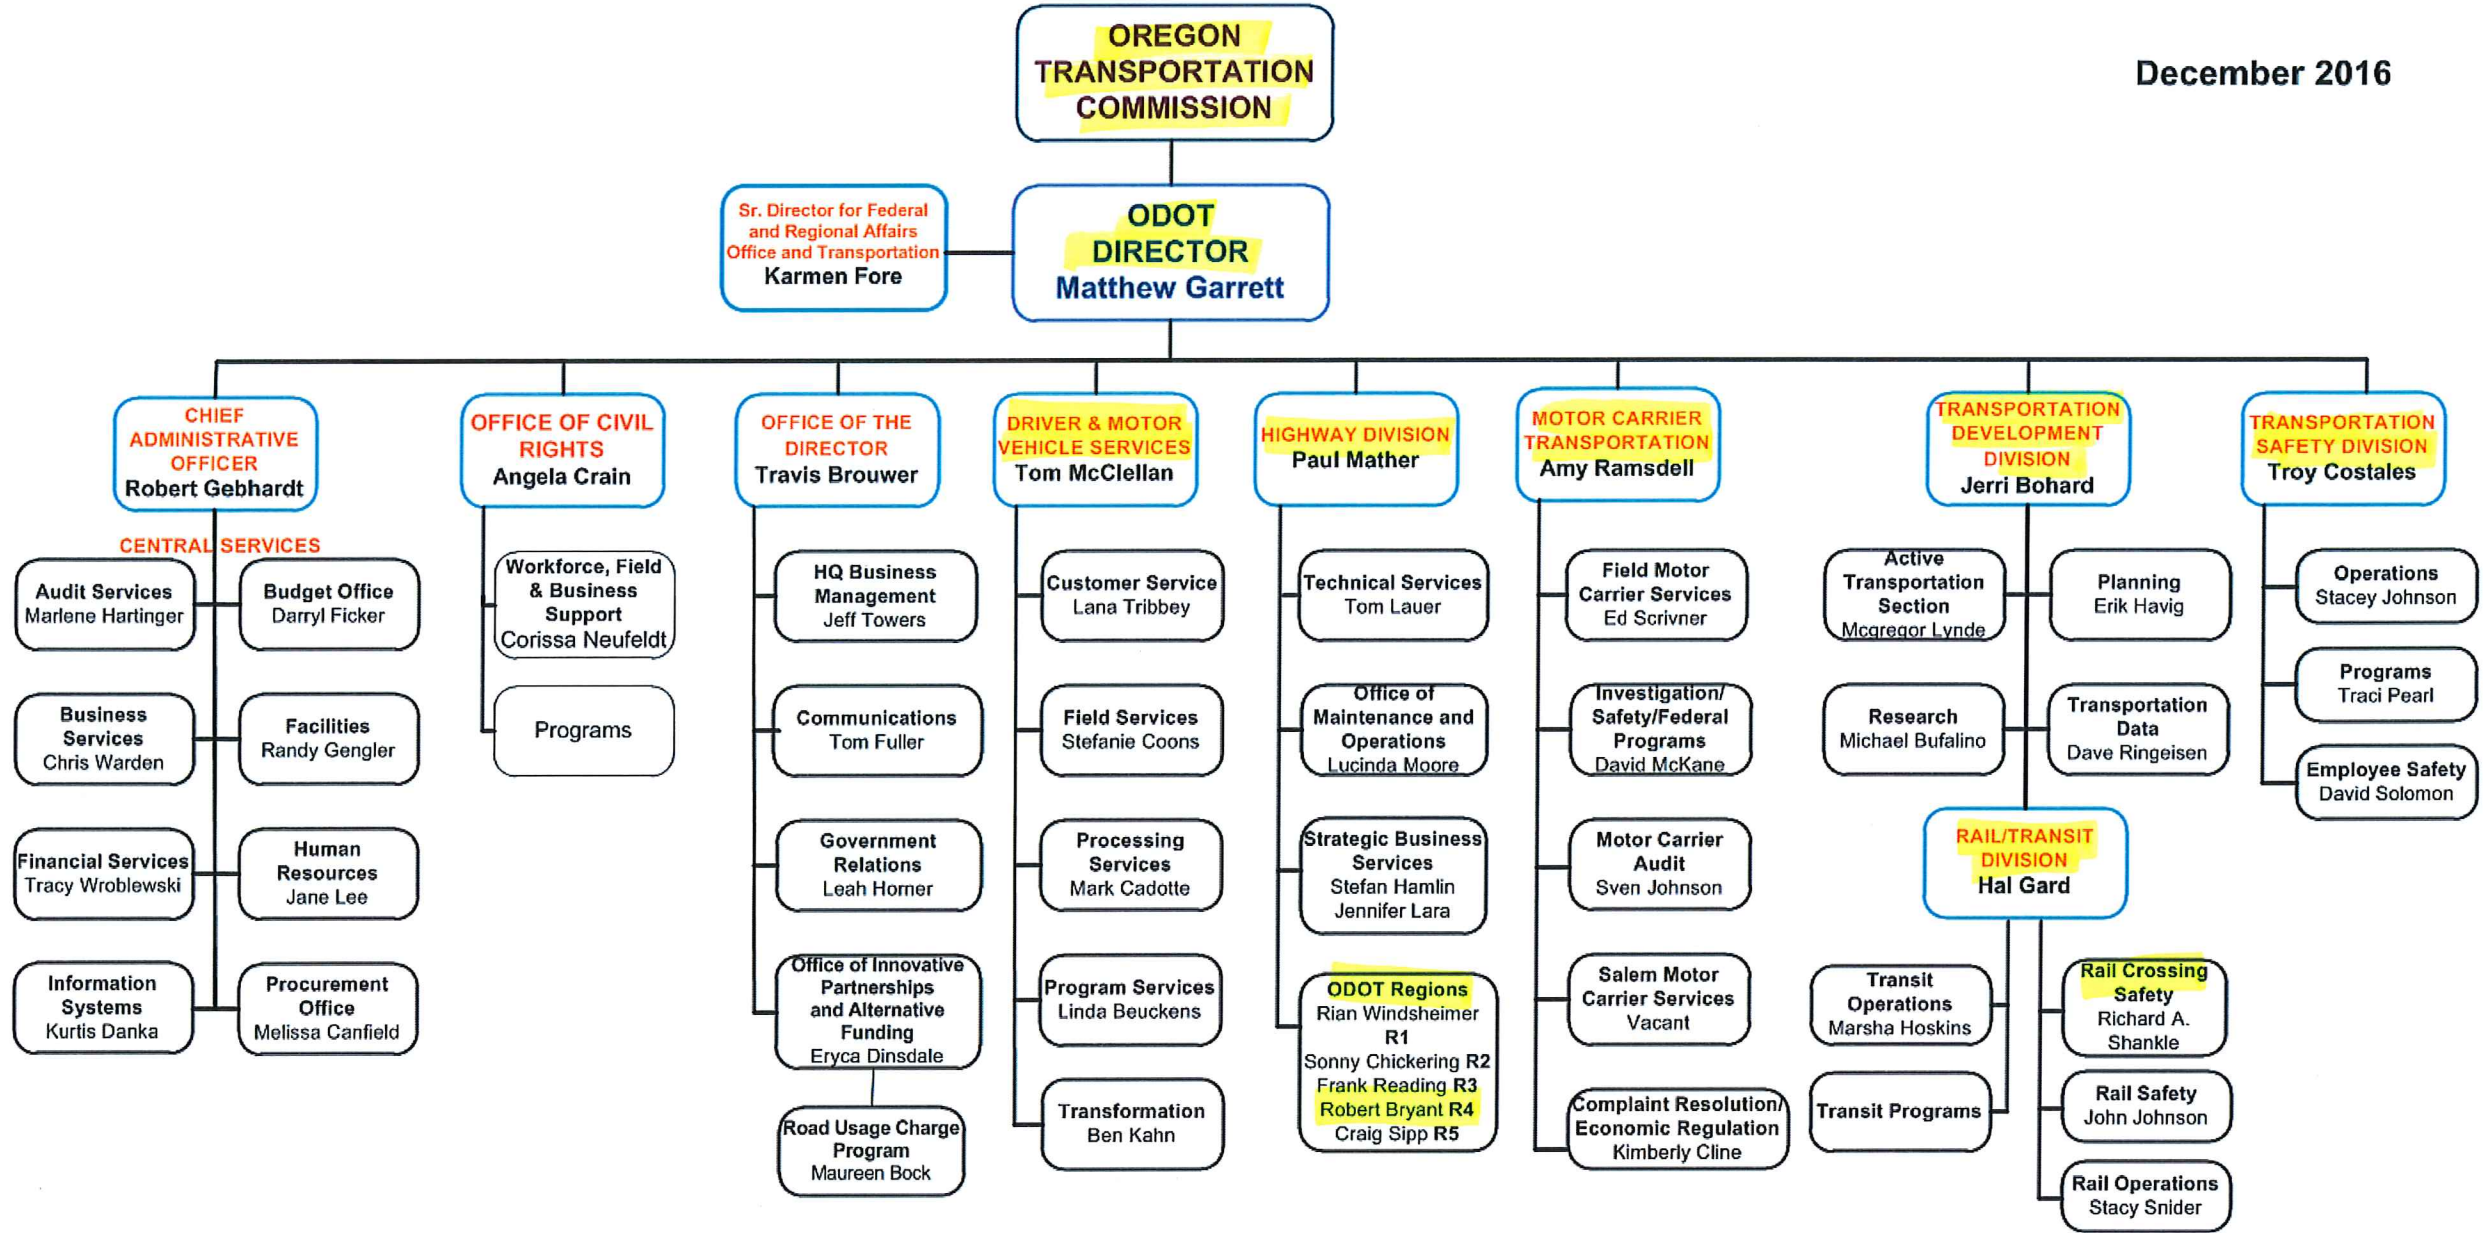 OREGON
TRANSPORTATION
COMMISSION
December 2016
Sr. Director for Federal
and Regional Affairs
Office and Transportation
Karmen Fore
ODOT
DIRECTOR
Matthew Garrett
CHIEF
ADMINISTRATIVE
OFFICER
Robert Gebhardt
CENTRAL SERVICES
Audit Services
Marlene Hartinger
Budget Office
Darryl Ficker
Business
Services
Chris Warden
Facilities
Randy Gengler
Financial Services
Tracy Wroblewski
Human
Resources
Jane Lee
Information
Systems
Kurtis Danka
Procurement
Office
Melissa Canfield
OFFICE OF CIVIL
RIGHTS
Angela Crain
Workforce, Field
& Business
Support
Corissa Neufeldt
Programs
OFFICE OF THE
DIRECTOR
Travis Brouwer
HQ Business
Management
Jeff Towers
Communications
Tom Fuller
Government
Relations
Leah Horner
Office of Innovative
Partnerships
and Alternative
Funding
Eryca Dinsdale
Road Usage Charge
Program
Maureen Bock
DRIVER & MOTOR
VEHICLE SERVICES
Tom McClellan
Customer Service
Lana Tribbey
Field Services
Stefanie Coons
Processing
Services
Mark Cadotte
Program Services
Linda Beuckens
Transformation
Ben Kahn
HIGHWAY DIVISION
Paul Mather
Technical Services
Tom Lauer
Office of
Maintenance and
Operations
Lucinda Moore
Strategic Business
Services
Stefan Hamlin
Jennifer Lara
ODOT Regions
Rian Windsheimer
R1
Sonny Chickering R2
Frank Reading R3
Robert Bryant R4
Craig Sipp R5
MOTOR CARRIER
TRANSPORTATION
Amy Ramsdell
Field Motor
Carrier Services
Ed Scrivner
Investigation/
Safety/Federal
Programs
David McKane
Motor Carrier
Audit
Sven Johnson
Salem Motor
Carrier Services
Vacant
Complaint Resolution/
Economic Regulation
Kimberly Cline
TRANSPORTATION
DEVELOPMENT
DIVISION
Jerri Bohard
Active
Transportation
Section
Mcgregor Lynde
Planning
Erik Havig
Research
Michael Bufalino
Transportation
Data
Dave Ringeisen
RAIL/TRANSIT
DIVISION
Hal Gard
Transit
Operations
Marsha Hoskins
Transit Programs
Rail Crossing
Safety
Richard A.
Shankle
Rail Safety
John Johnson
Rail Operations
Stacy Snider
TRANSPORTATION
SAFETY DIVISION
Troy Costales
Operations
Stacey Johnson
Programs
Traci Pearl
Employee Safety
David Solomon